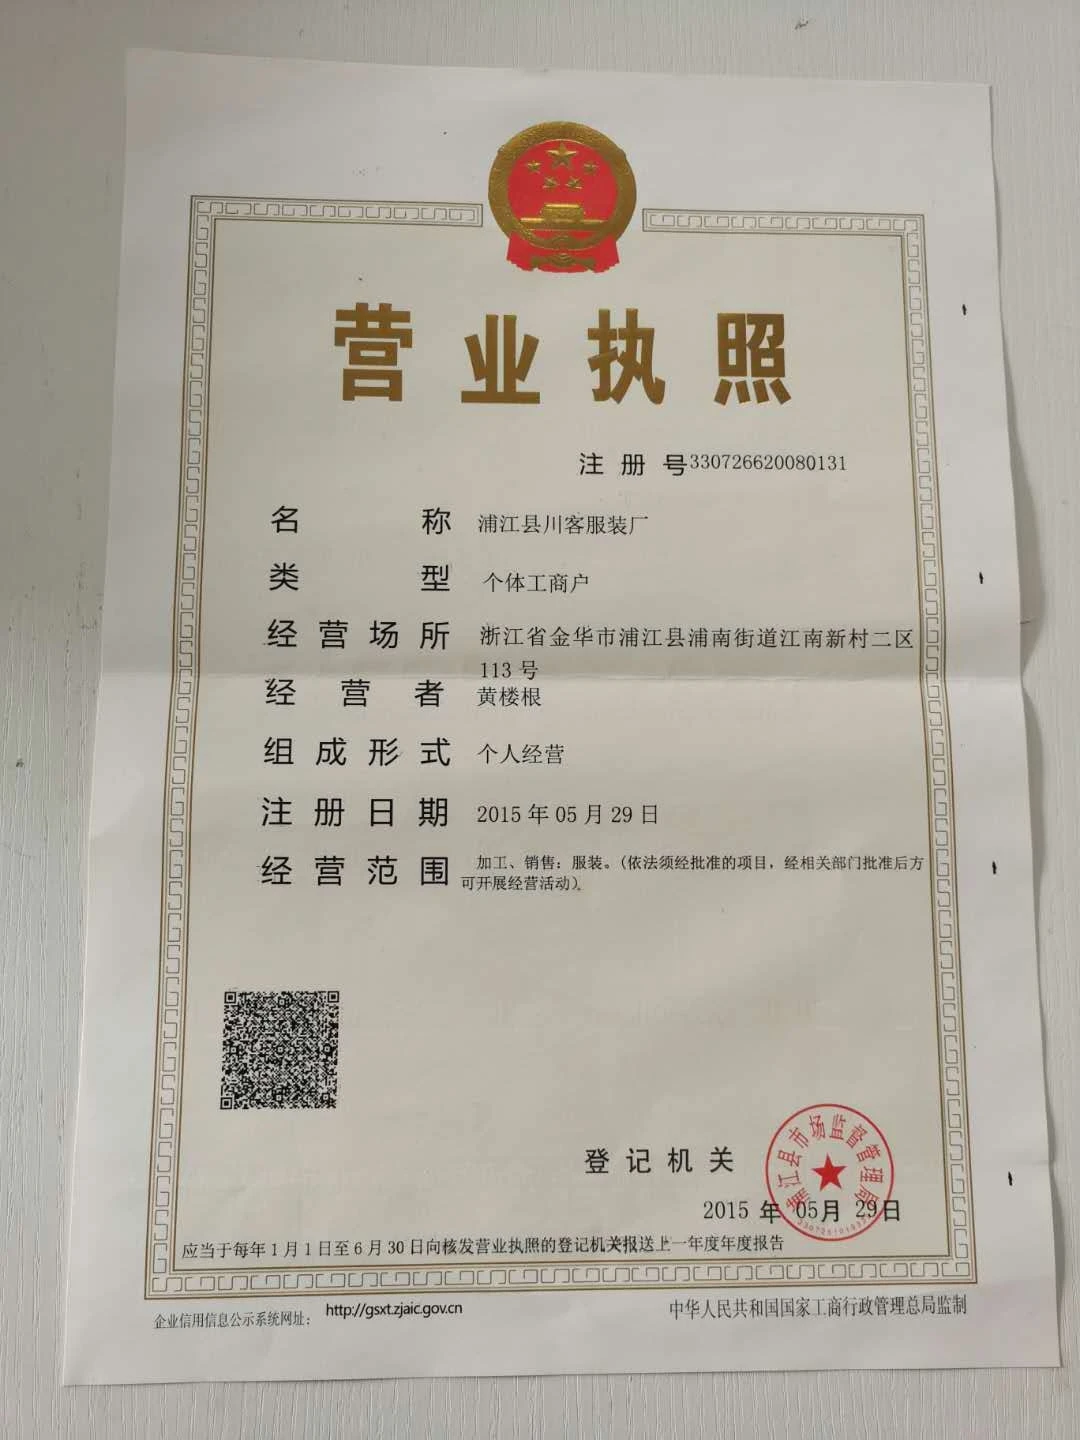 营业执照
注册号330726620080131
名称 浦江县川客服装厂
类型 个体工商户
经营场所 浙江省金华市浦江县浦南街道江南新村二区
113号
经营者 黄楼根
组成形式 个人经营
注册日期 2015年05月29日
经营范围 加工、销售：服装。(依法须经批准的项目，经相关部门批准后方
可开展经营活动)。
登记机关
浦江县市场监督管理局
2015年05月29日
应当于每年1月1日至6月30日向核发营业执照的登记机关报送上一年度年度报告
企业信用信息公示系统网址： http://gsxt.zjaic.gov.cn
中华人民共和国国家工商行政管理总局监制